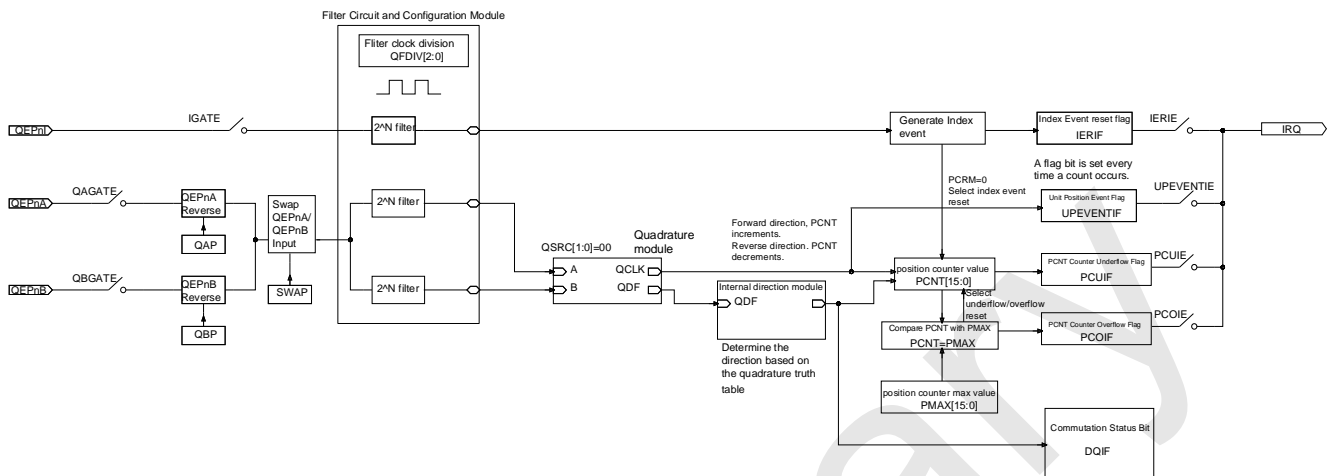 Filter Circuit and Configuration Module
Fliter clock division
QFDIV[2:0]
QEPnI
IGATE
2^N filter
Generate Index
event
Index Event reset flag
IERIF
IERIE
IRQ
QEPnA
QAGATE
QEPnA
Reverse
QAP
Swap
QEPnA/
QEPnB
Input
SWAP
2^N filter
PCRM=0
Select index event
reset
A flag bit is set every
time a count occurs.
Unit Position Event Flag
UPEVENTIF
UPEVENTIE
Forward direction, PCNT
increments.
Reverse direction. PCNT
decrements.
QEPnB
QBGATE
QEPnB
Reverse
QBP
2^N filter
QSRC[1:0]=00
Quadrature
module
A
B
QCLK
QDF
Internal direction module
QDF
Determine the
direction based on
the quadrature truth
table
position counter value
PCNT[15:0]
Select
underflow/overflow
reset
PCNT Counter Underflow Flag
PCUIF
PCUIE
Compare PCNT with PMAX
PCNT=PMAX
PCNT Counter Overflow Flag
PCOIF
PCOIE
position counter max value
PMAX[15:0]
Commutation Status Bit
DQIF